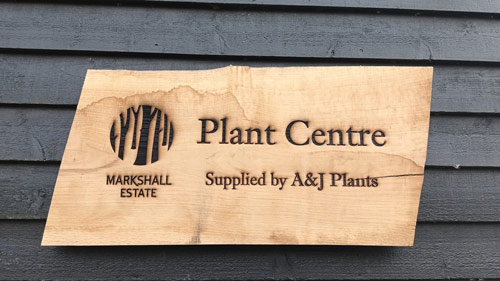 Plant Centre
Supplied by A&J Plants
MARKSHALL
ESTATE